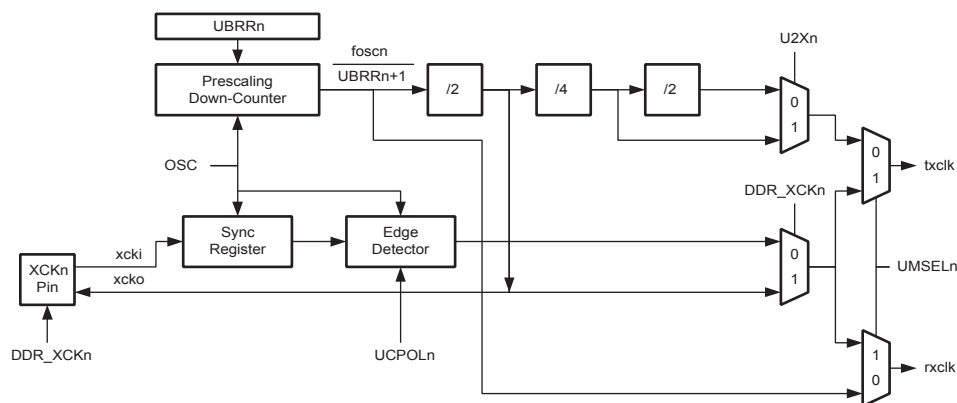 UBRRn
foscn
UBRRn+1
U2Xn
Prescaling
Down-Counter
/2
/4
/2
0
1
OSC
0
1
txclk
DDR_XCKn
Sync
Register
Edge
Detector
xcki
xcko
XCKn
Pin
0
1
UMSELn
DDR_XCKn
UCPOLn
1
0
rxclk